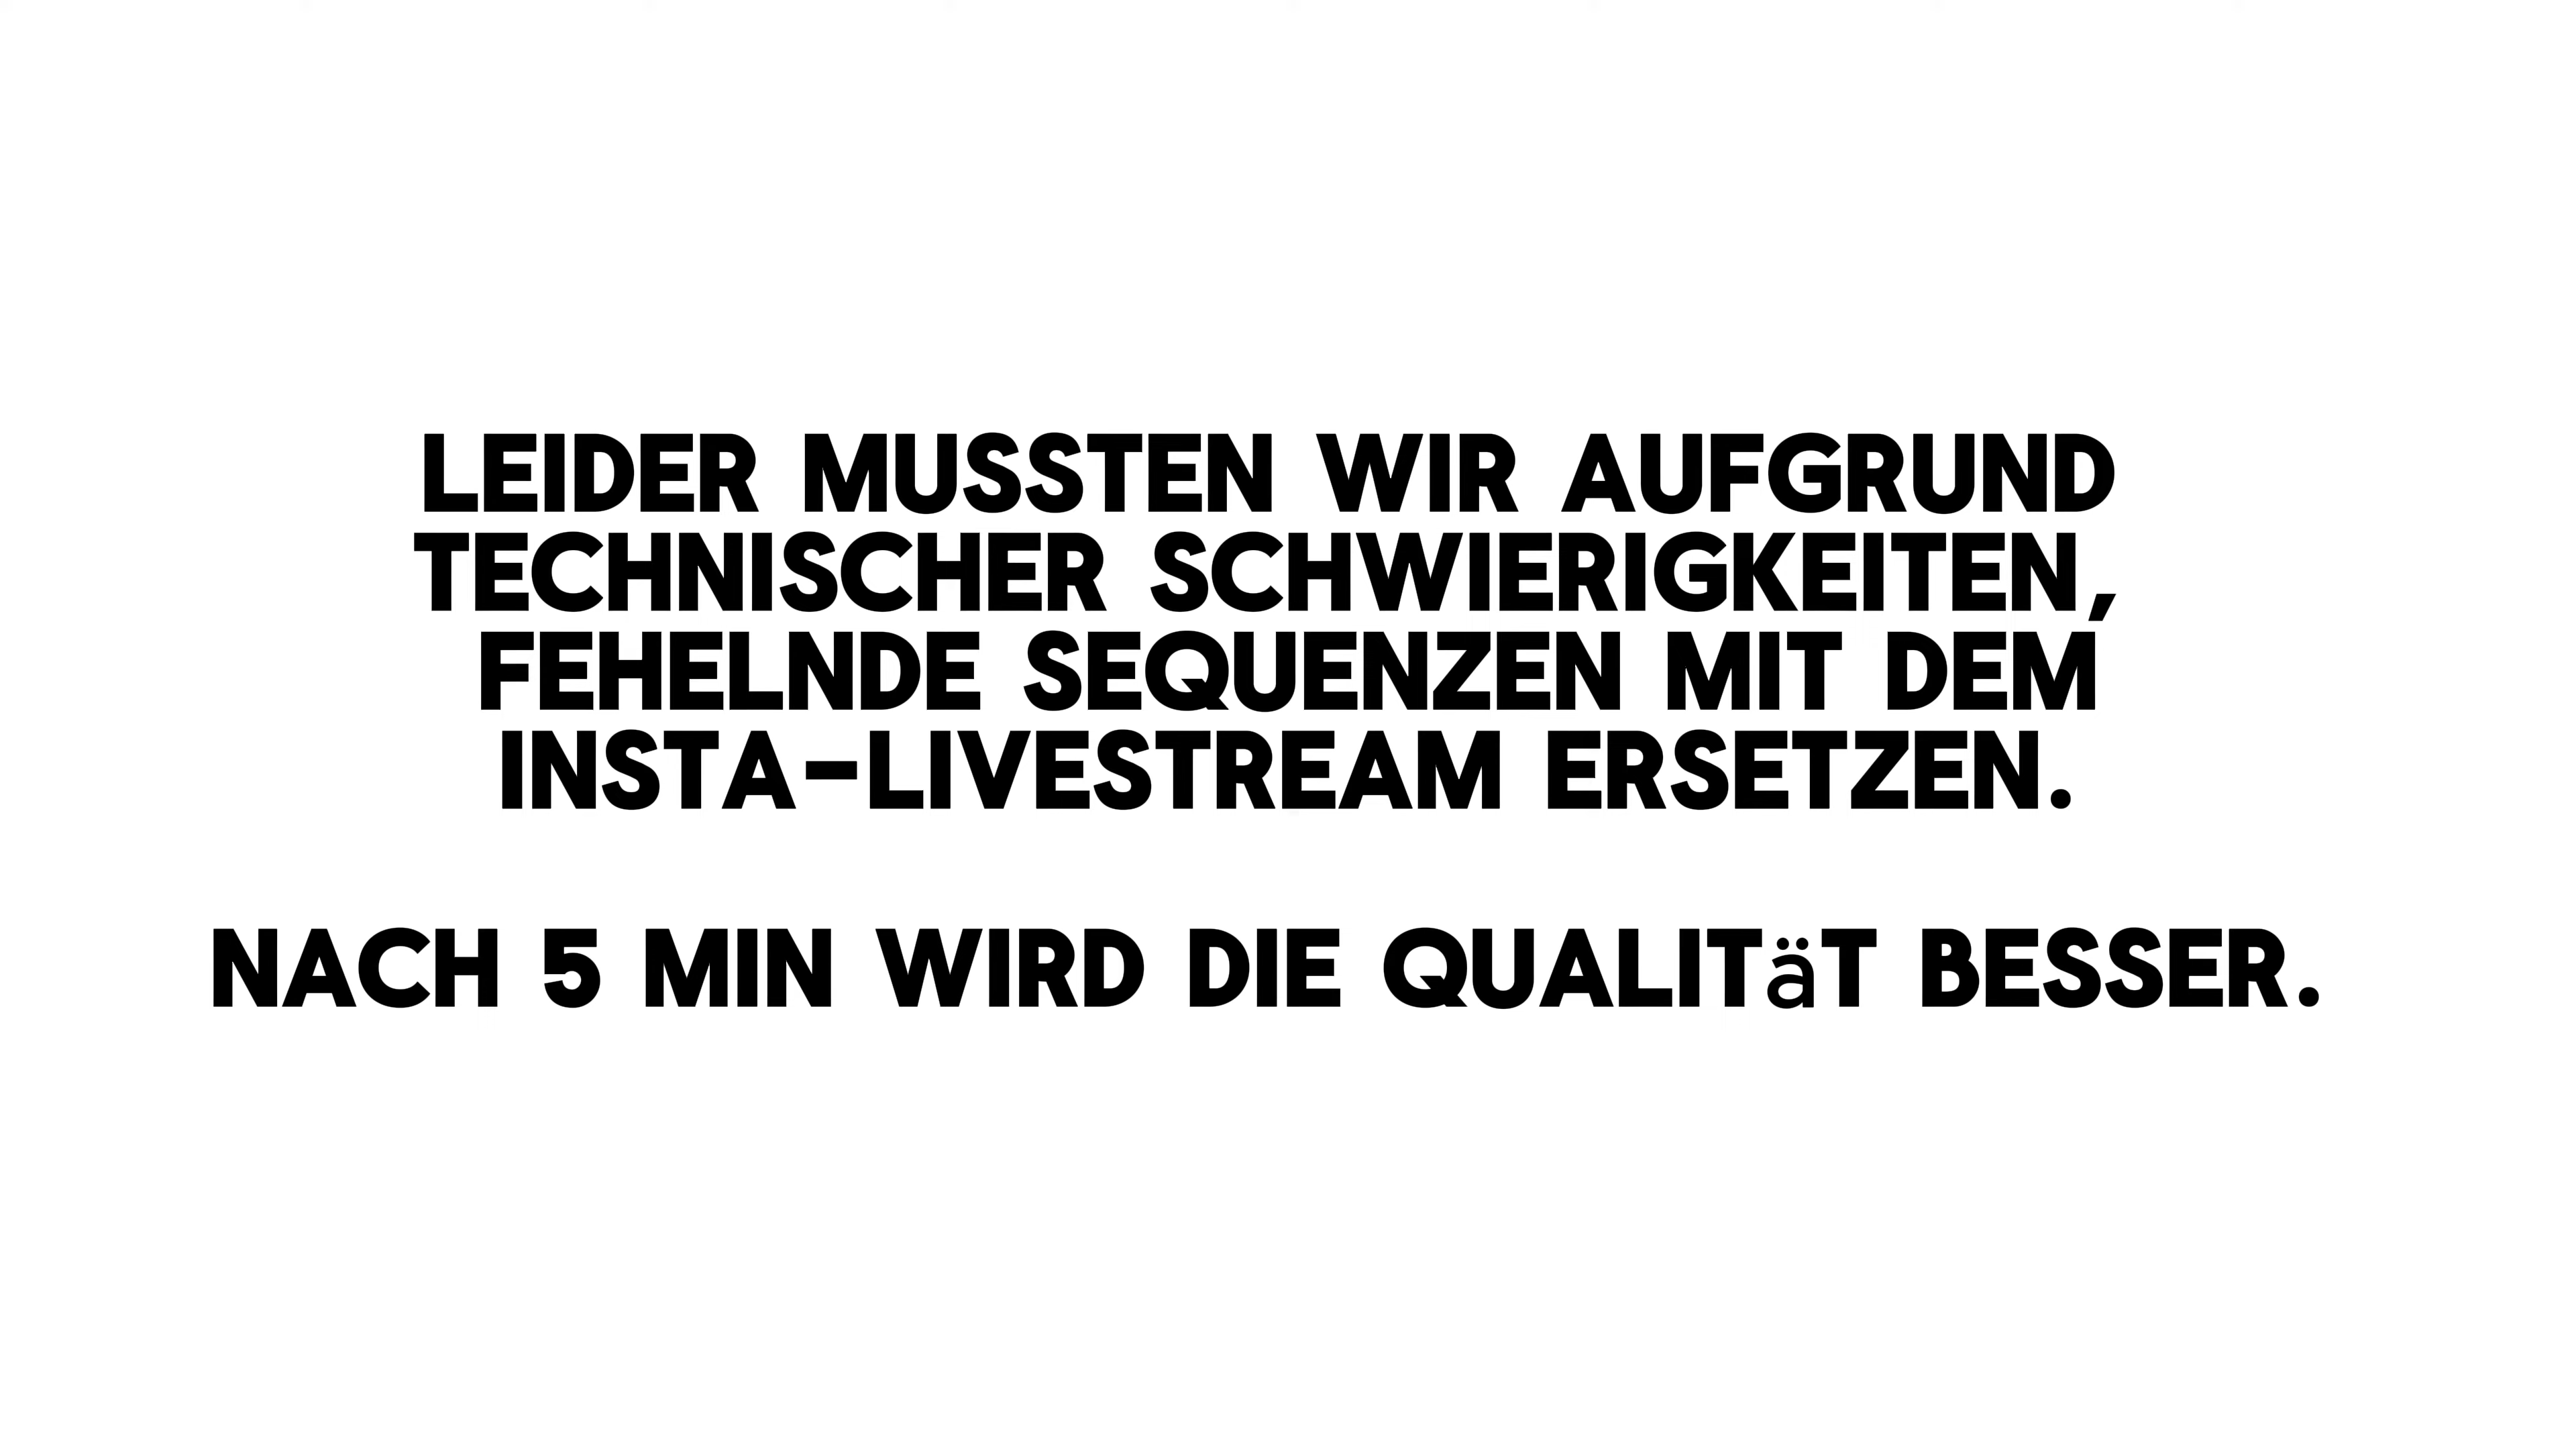 LEIDER MUSSTEN WIR AUFGRUND
TECHNISCHER SCHWIERIGKEITEN,
FEHELNDE SEQUENZEN MIT DEM
INSTA-LIVESTREAM ERSETZEN.
NACH 5 MIN WIRD DIE QUALITäT BESSER.